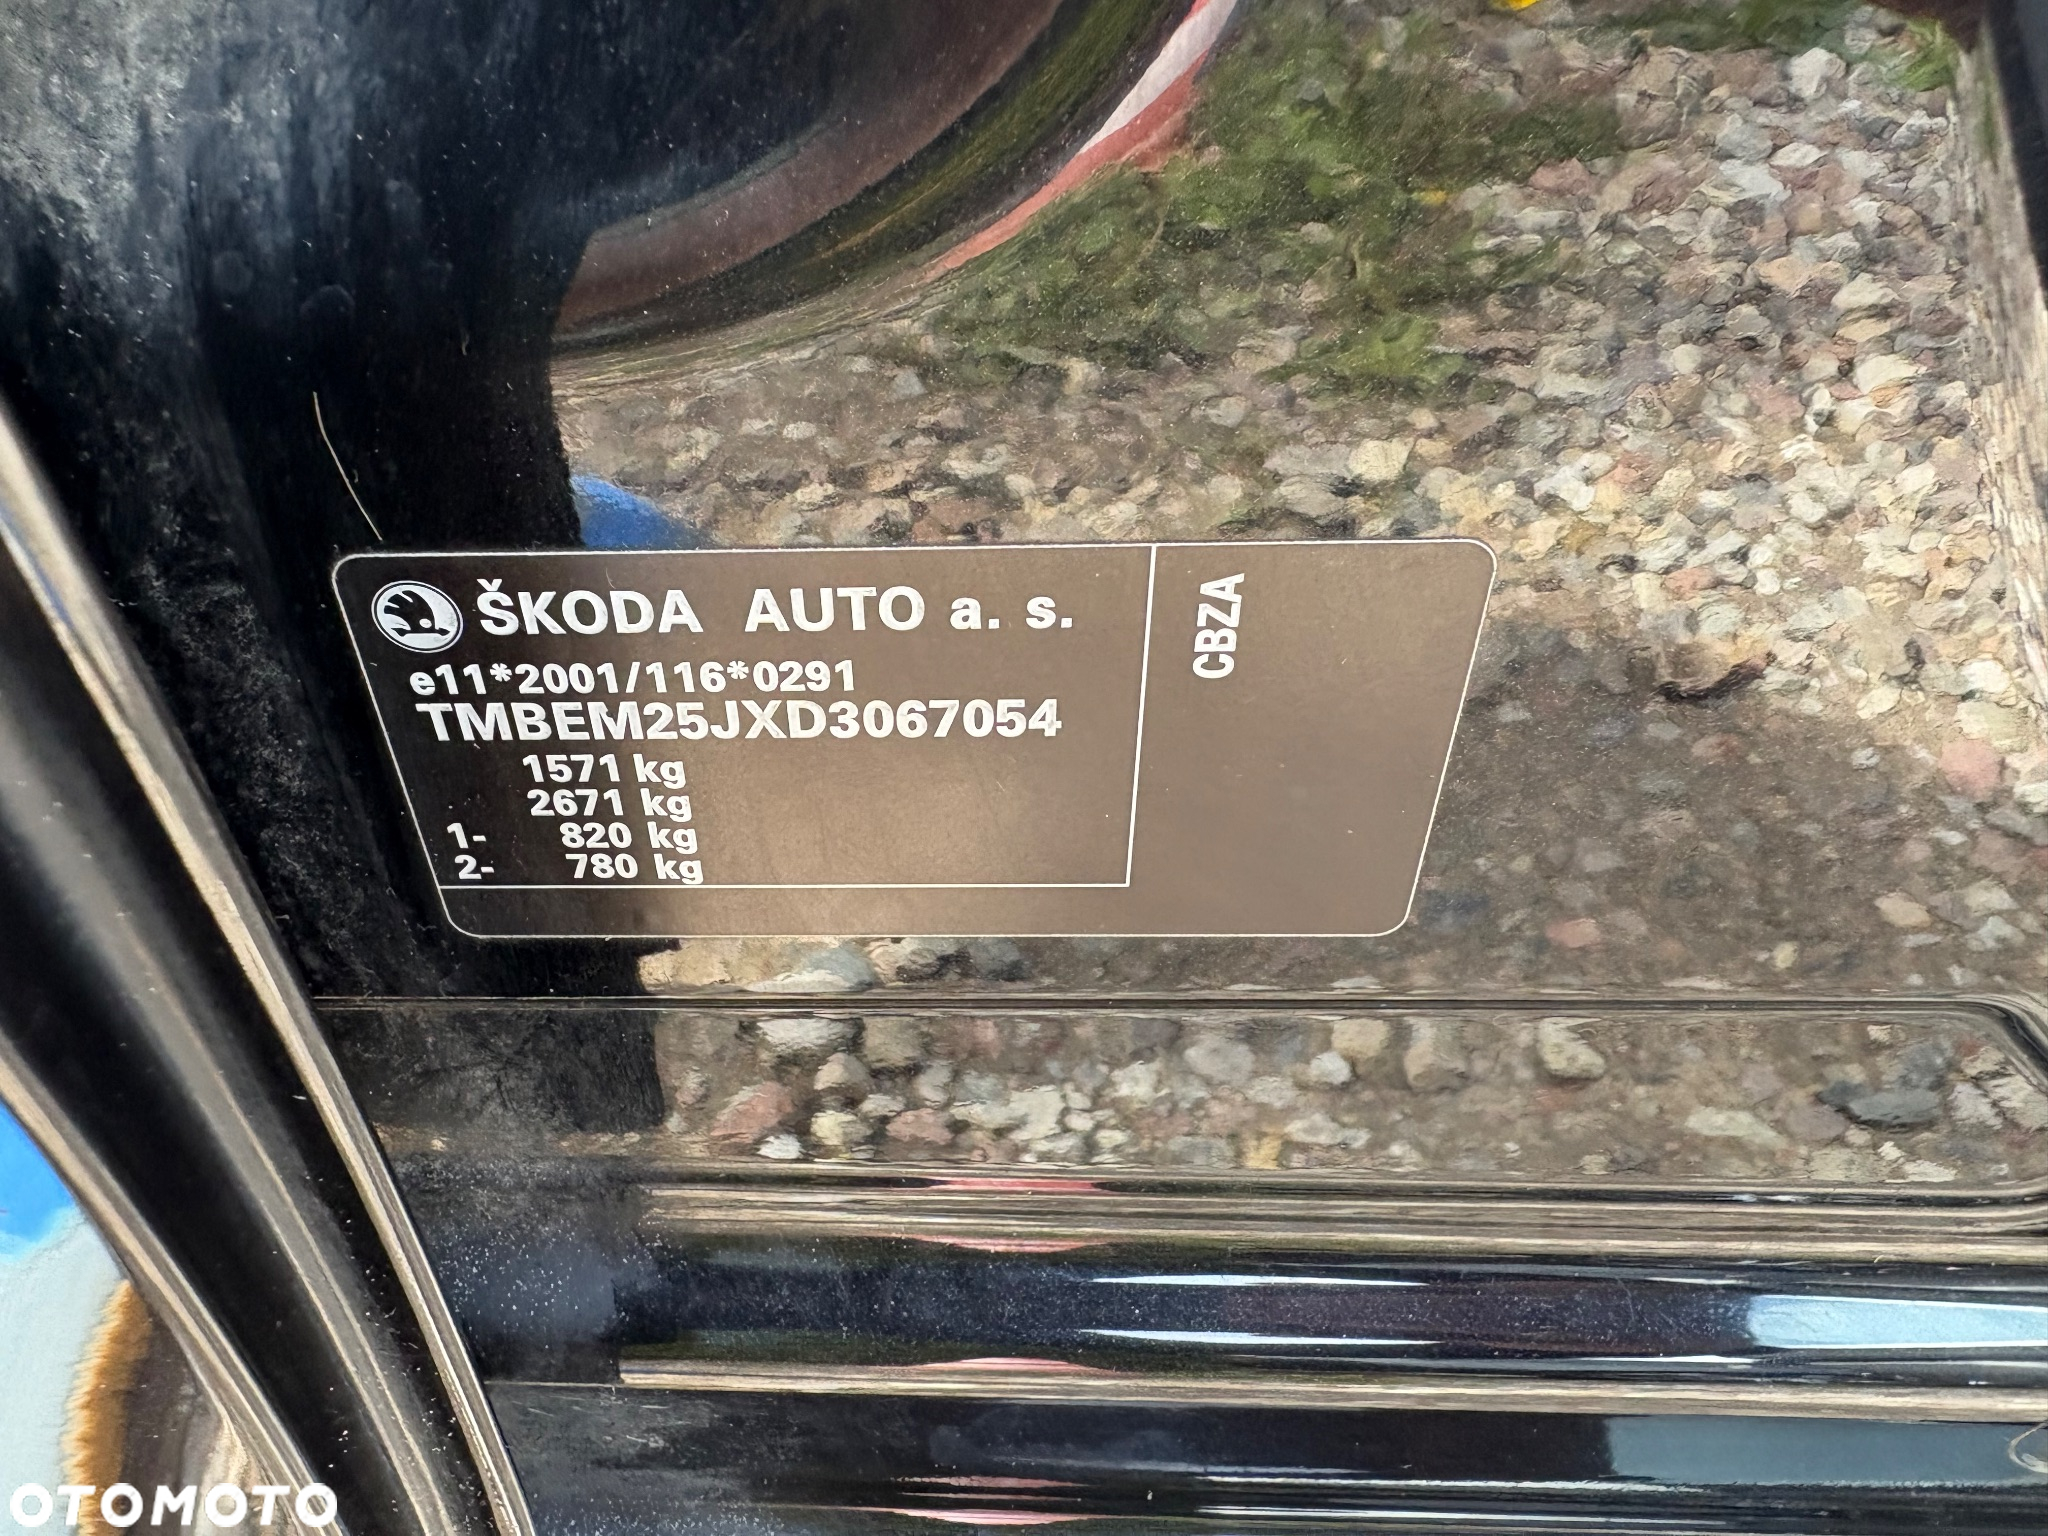 ŠKODA AUTO a. s.
e11*2001/116*0291
TMBEM25JXD3067054
1571 kg
2671 kg
1- 820 kg
2- 780 kg
CBZA
OTOMOTO